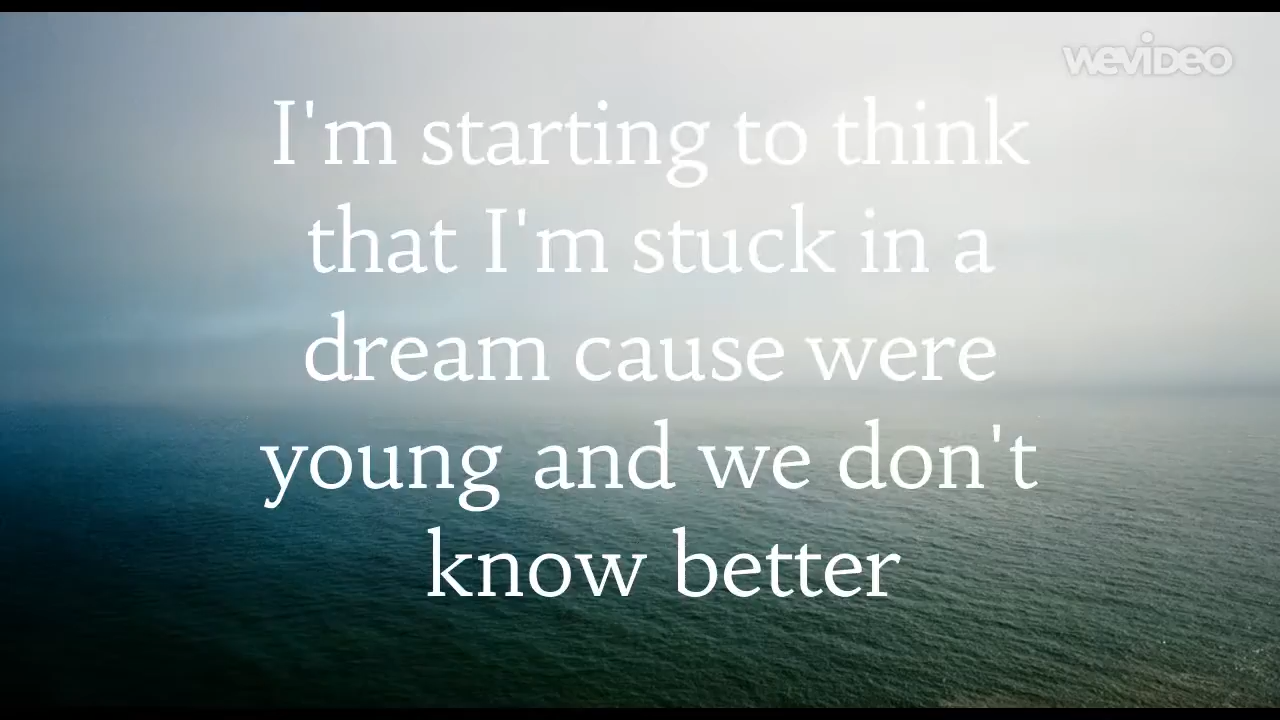 wevideo
I'm starting to think
that I'm stuck in a
dream cause were
young and we don't
know better